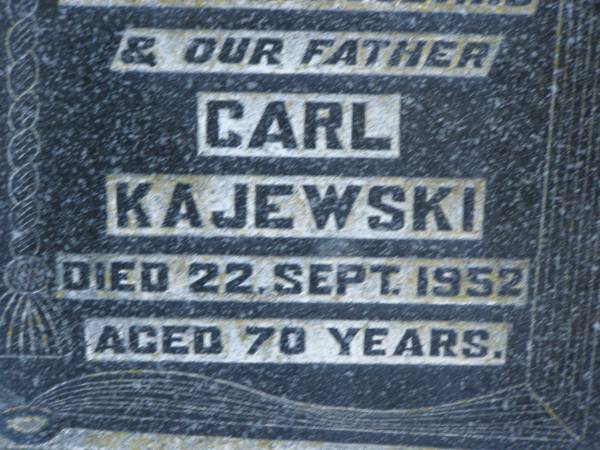 & OUR FATHER
CARL
KAJEWSKI
DIED 22. SEPT. 1952
AGED 70 YEARS.